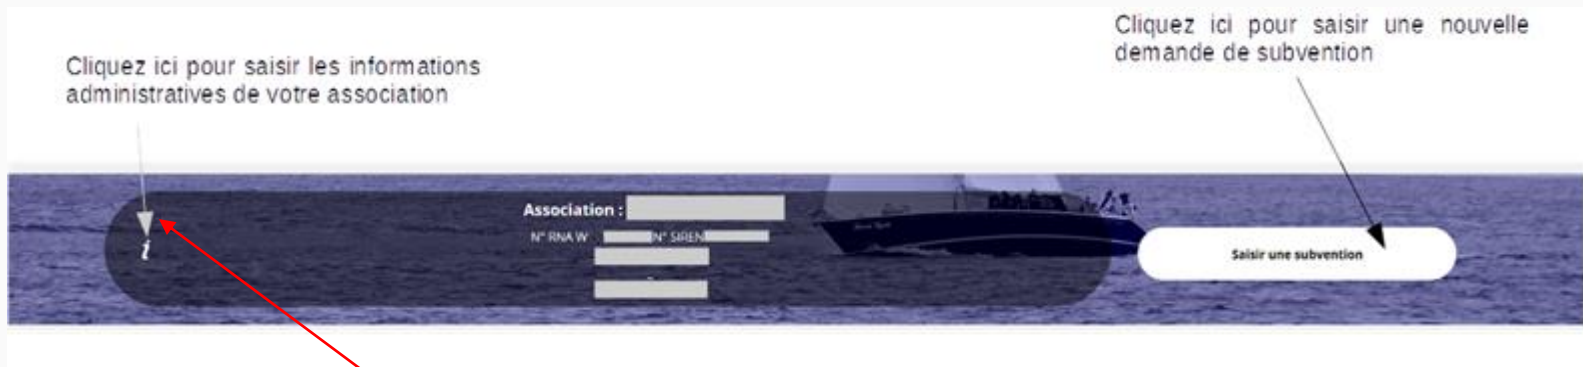 Cliquez ici pour saisir une nouvelle
demande de subvention
Cliquez ici pour saisir les informations
administratives de votre association
Association :
N° RNA W N° SIREN
i
Saisir une subvention